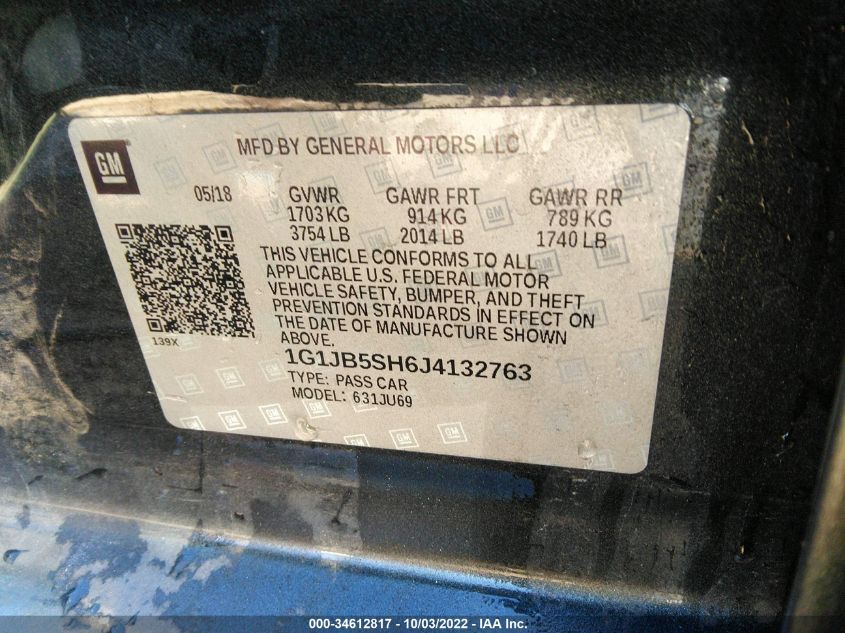 GM
MFD BY GENERAL MOTORS LLC
05/18 GVWR GAWR FRT GAWR RR
1703 KG 914 KG 789 KG
3754 LB 2014 LB 1740 LB
THIS VEHICLE CONFORMS TO ALL
APPLICABLE U.S. FEDERAL MOTOR
VEHICLE SAFETY, BUMPER, AND THEFT
PREVENTION STANDARDS IN EFFECT ON
THE DATE OF MANUFACTURE SHOWN
ABOVE.
139X
1G1JB5SH6J4132763
TYPE: PASS CAR
MODEL: 631JU69
000-34612817 - 10/03/2022 - IAA Inc.